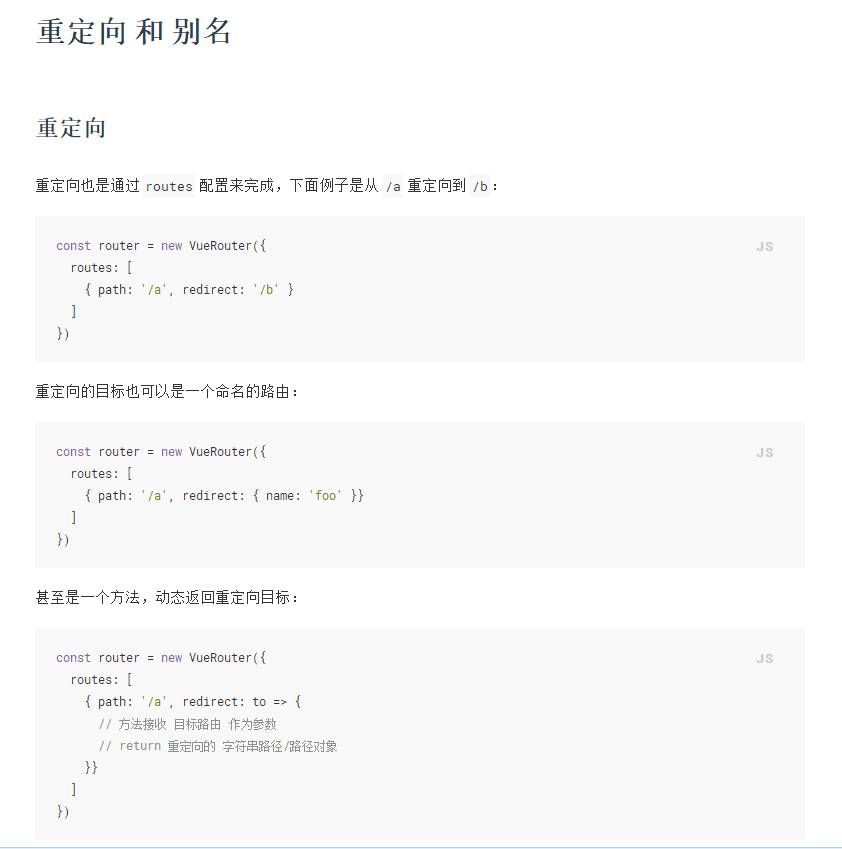 重定向 和 别名
重定向
重定向也是通过 routes 配置来完成，下面例子是从 /a 重定向到 /b：
JS
const router = new VueRouter({
  routes: [
    { path: '/a', redirect: '/b' }
  ]
})
重定向的目标也可以是一个命名的路由：
JS
const router = new VueRouter({
  routes: [
    { path: '/a', redirect: { name: 'foo' }}
  ]
})
甚至是一个方法，动态返回重定向目标：
JS
const router = new VueRouter({
  routes: [
    { path: '/a', redirect: to => {
      // 方法接收 目标路由 作为参数
      // return 重定向的 字符串路径/路径对象
    }}
  ]
})